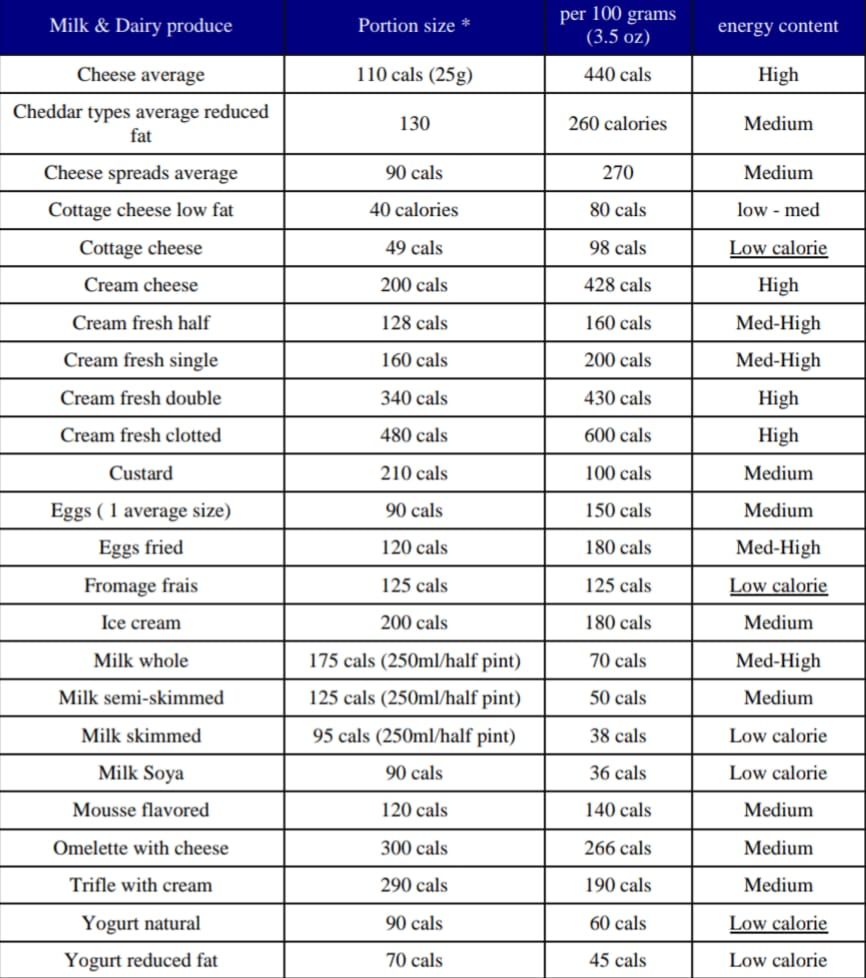 Milk & Dairy produce Portion size * per 100 grams (3.5 oz) energy content
Cheese average 110 cals (25g) 440 cals High
Cheddar types average reduced fat 130 260 calories Medium
Cheese spreads average 90 cals 270 Medium
Cottage cheese low fat 40 calories 80 cals low - med
Cottage cheese 49 cals 98 cals Low calorie
Cream cheese 200 cals 428 cals High
Cream fresh half 128 cals 160 cals Med-High
Cream fresh single 160 cals 200 cals Med-High
Cream fresh double 340 cals 430 cals High
Cream fresh clotted 480 cals 600 cals High
Custard 210 cals 100 cals Medium
Eggs ( 1 average size) 90 cals 150 cals Medium
Eggs fried 120 cals 180 cals Med-High
Fromage frais 125 cals 125 cals Low calorie
Ice cream 200 cals 180 cals Medium
Milk whole 175 cals (250ml/half pint) 70 cals Med-High
Milk semi-skimmed 125 cals (250ml/half pint) 50 cals Medium
Milk skimmed 95 cals (250ml/half pint) 38 cals Low calorie
Milk Soya 90 cals 36 cals Low calorie
Mousse flavored 120 cals 140 cals Medium
Omelette with cheese 300 cals 266 cals Medium
Trifle with cream 290 cals 190 cals Medium
Yogurt natural 90 cals 60 cals Low calorie
Yogurt reduced fat 70 cals 45 cals Low calorie